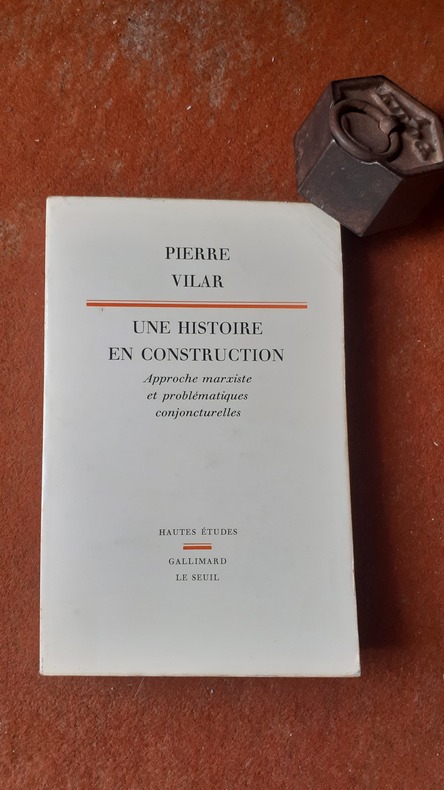 PIERRE
VILAR
UNE HISTOIRE
EN CONSTRUCTION
Approche marxiste
et problématiques
conjoncturelles
HAUTES ÉTUDES
GALLIMARD
LE SEUIL